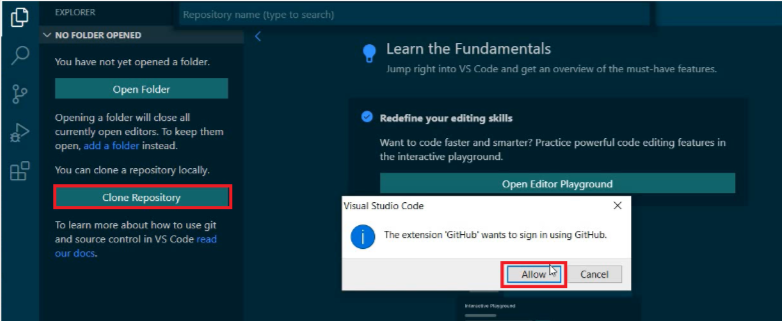 EXPLORER
Repository name (type to search)
NO FOLDER OPENED
You have not yet opened a folder.
Open Folder
Opening a folder will close all
currently open editors. To keep them
open, add a folder instead.
You can clone a repository locally.
Clone Repository
To learn more about how to use git
and source control in VS Code read
our docs.
Learn the Fundamentals
Jump right into VS Code and get an overview of the must-have features.
Redefine your editing skills
Want to code faster and smarter? Practice powerful code editing features in
the interactive playground.
Open Editor Playground
Visual Studio Code
The extension 'GitHub' wants to sign in using GitHub.
Allow
Cancel
Interactive Playground